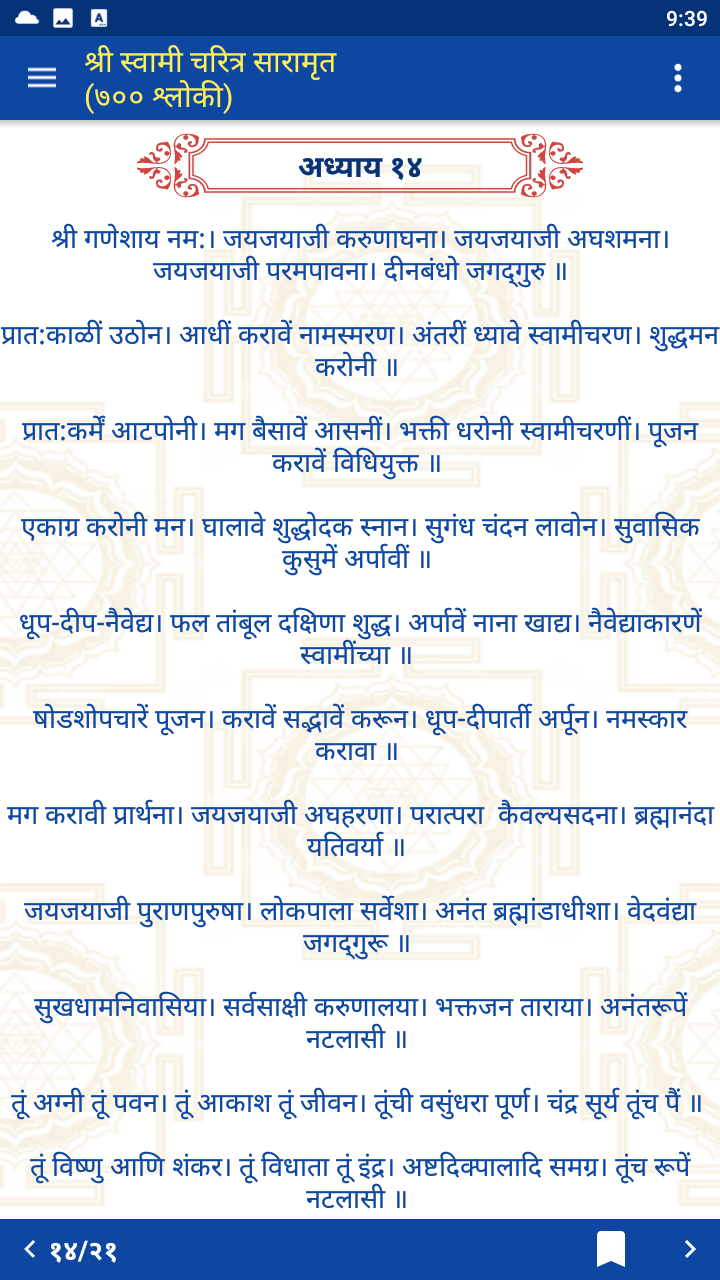 9:39
श्री स्वामी चरित्र सारामृत
(७०० श्लोकी)
अध्याय १४
श्री गणेशाय नम:। जयजयाजी करुणाघना। जयजयाजी अघशमना।
जयजयाजी परमपावना। दीनबंधो जगद्‌गुरु ॥
प्रात:काळीं उठोन। आधीं करावें नामस्मरण। अंतरीं ध्यावे स्वामीचरण। शुद्धमन
करोनी ॥
प्रात:कर्में आटपोनी। मग बैसावें आसनीं। भक्ती धरोनी स्वामीचरणीं। पूजन
करावें विधियुक्त ॥
एकाग्र करोनी मन। घालावे शुद्धोदक स्नान। सुगंध चंदन लावोन। सुवासिक
कुसुमें अर्पावीं ॥
धूप-दीप-नैवेद्य। फल तांबूल दक्षिणा शुद्ध। अर्पावें नाना खाद्य। नैवेद्याकारणें
स्वामींच्या ॥
षोडशोपचारें पूजन। करावें सद्भावें करून। धूप-दीपार्ती अर्पून। नमस्कार
करावा ॥
मग करावी प्रार्थना। जयजयाजी अघहरणा। परात्परा कैवल्यसदना। ब्रह्मानंदा
यतिवर्या ॥
जयजयाजी पुराणपुरुषा। लोकपाला सर्वेशा। अनंत ब्रह्मांडाधीशा। वेदवंद्या
जगद्‌गुरू ॥
सुखधामनिवासिया। सर्वसाक्षी करुणालया। भक्तजन ताराया। अनंतरूपें
नटलासी ॥
तूं अग्नी तूं पवन। तूं आकाश तूं जीवन। तूंची वसुंधरा पूर्ण। चंद्र सूर्य तूंच पैं ॥
तूं विष्णु आणि शंकर। तूं विधाता तूं इंद्र। अष्टदिक्पालादि समग्र। तूंच रूपें
नटलासी ॥
१४/२१